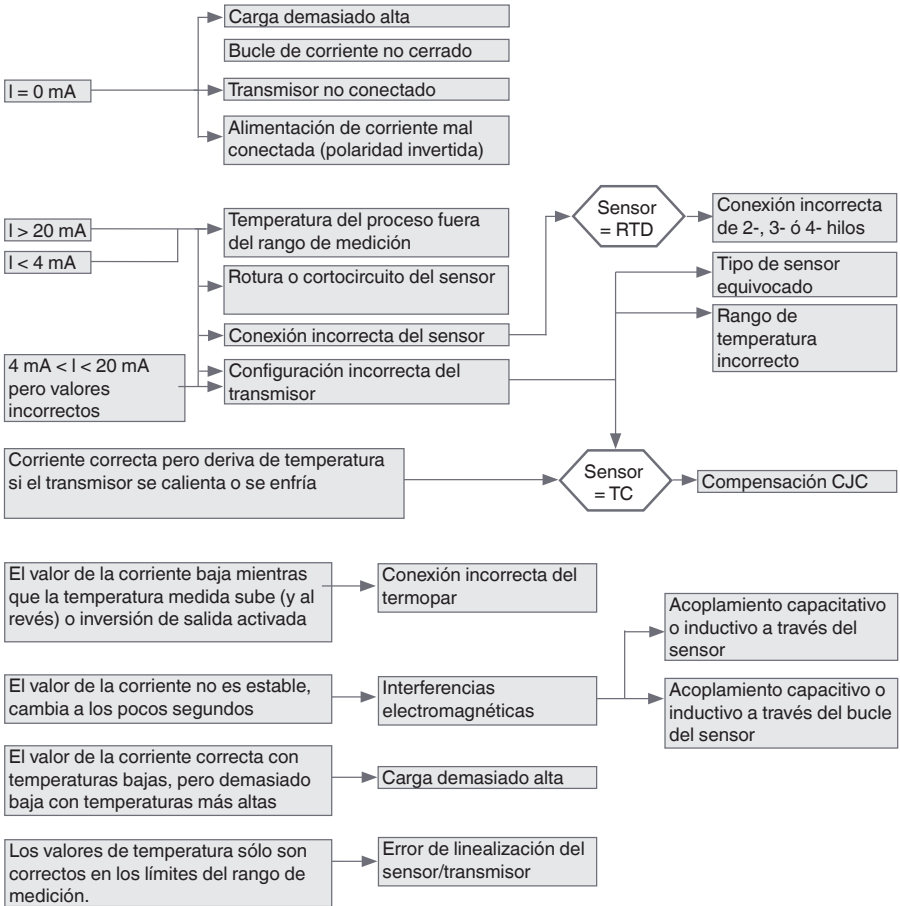 Carga demasiado alta
Bucle de corriente no cerrado
I = 0 mA
Transmisor no conectado
Alimentación de corriente mal
conectada (polaridad invertida)
I > 20 mA
I < 4 mA
Temperatura del proceso fuera
del rango de medición
Sensor
= RTD
Conexión incorrecta
de 2-, 3- ó 4- hilos
Rotura o cortocircuito del sensor
Tipo de sensor
equivocado
Conexión incorrecta del sensor
Rango de
temperatura
incorrecto
4 mA < I < 20 mA
pero valores
incorrectos
Configuración incorrecta del
transmisor
Corriente correcta pero deriva de temperatura
si el transmisor se calienta o se enfría
Sensor
= TC
Compensación CJC
El valor de la corriente baja mientras
que la temperatura medida sube (y al
revés) o inversión de salida activada
Conexión incorrecta del
termopar
Acoplamiento capacitativo
o inductivo a través del
sensor
El valor de la corriente no es estable,
cambia a los pocos segundos
Interferencias
electromagnéticas
Acoplamiento capacitivo o
inductivo a través del bucle
del sensor
El valor de la corriente correcta con
temperaturas bajas, pero demasiado
baja con temperaturas más altas
Carga demasiado alta
Los valores de temperatura sólo son
correctos en los límites del rango de
medición.
Error de linealización del
sensor/transmisor